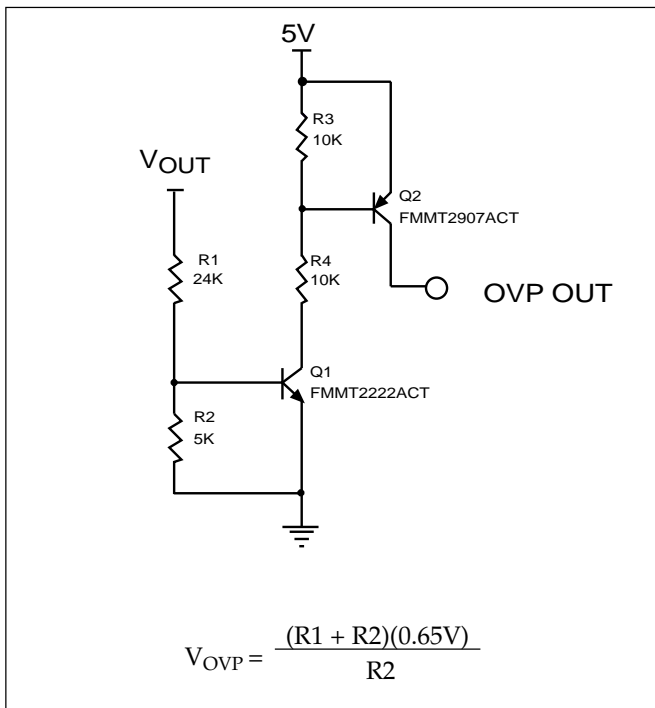 5V
R3
10K
VOUT
Q2
FMMT2907ACT
R1
24K
R4
10K
OVP OUT
Q1
FMMT2222ACT
R2
5K
VOVP = (R1 + R2)(0.65V)
R2